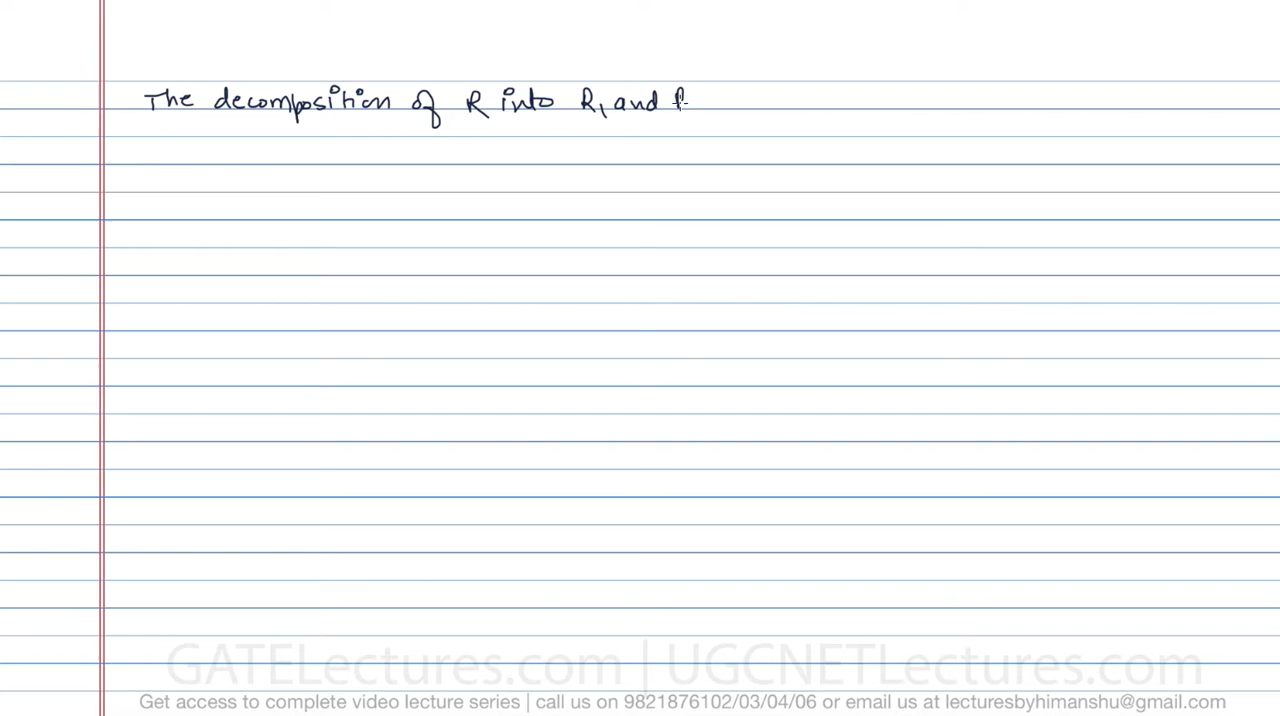 The decomposition of R into R1 and
GATELectures.com | UGCNETLectures.com
Get access to complete video lecture series | call us on 9821876102/03/04/06 or email us at lecturesbyhimanshu@gmail.com